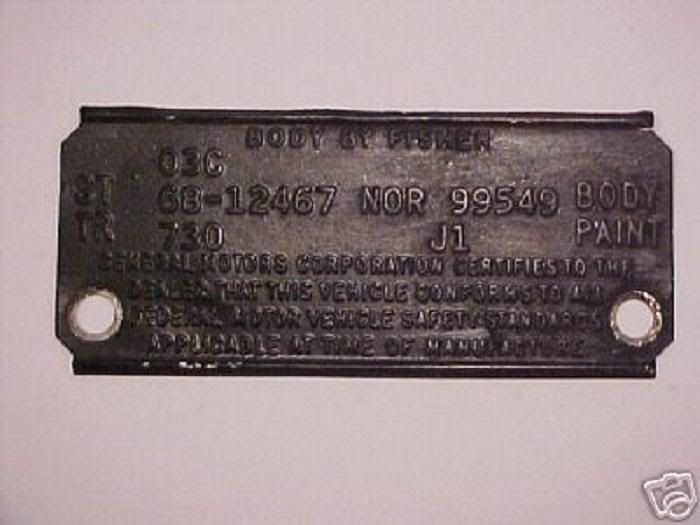 BODY BY FISHER
03C
ST 68-12467 NOR 99549 BODY
TR 730 J1 PAINT
GENERAL MOTORS CORPORATION CERTIFIES TO THE
DEALER THAT THIS VEHICLE CONFORMS TO ALL
FEDERAL MOTOR VEHICLE SAFETY STANDARDS
APPLICABLE AT TIME OF MANUFACTURE